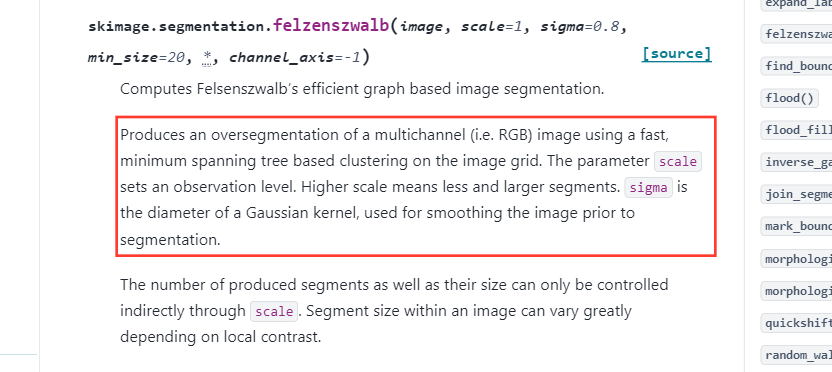 skimage.segmentation.felzenszwalb(image, scale=1, sigma=0.8,
min_size=20, *, channel_axis=-1)
[source]
Computes Felsenszwalb’s efficient graph based image segmentation.
Produces an oversegmentation of a multichannel (i.e. RGB) image using a fast,
minimum spanning tree based clustering on the image grid. The parameter scale
sets an observation level. Higher scale means less and larger segments. sigma is
the diameter of a Gaussian kernel, used for smoothing the image prior to
segmentation.
The number of produced segments as well as their size can only be controlled
indirectly through scale. Segment size within an image can vary greatly
depending on local contrast.
expand_lab
felzenszwa
find_bound
flood()
flood_fill
inverse_ga
join_segme
mark_bound
morphologi
morphologi
quickshift
random_wal